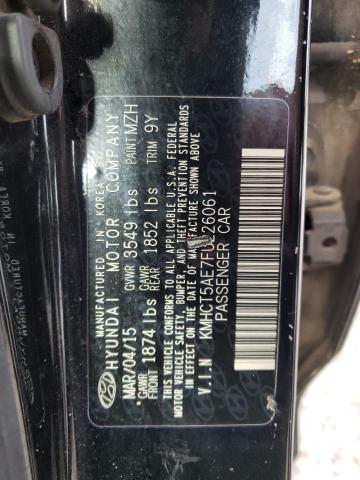 MANUFACTURED IN KOREA
HYUNDAI MOTOR COMPANY
MAR/04/15 GVWR 3549 lbs PAINT MZH
GAWR FRONT 1874 lbs GAWR REAR 1852 lbs TRIM 9Y
THIS VEHICLE CONFORMS TO ALL APPLICABLE U.S.A. FEDERAL
MOTOR VEHICLE SAFETY, BUMPER, AND THEFT PREVENTION STANDARDS
IN EFFECT ON THE DATE OF MANUFACTURE SHOWN ABOVE
V.I.N KMHCT5AE7FU226061
PASSENGER CAR